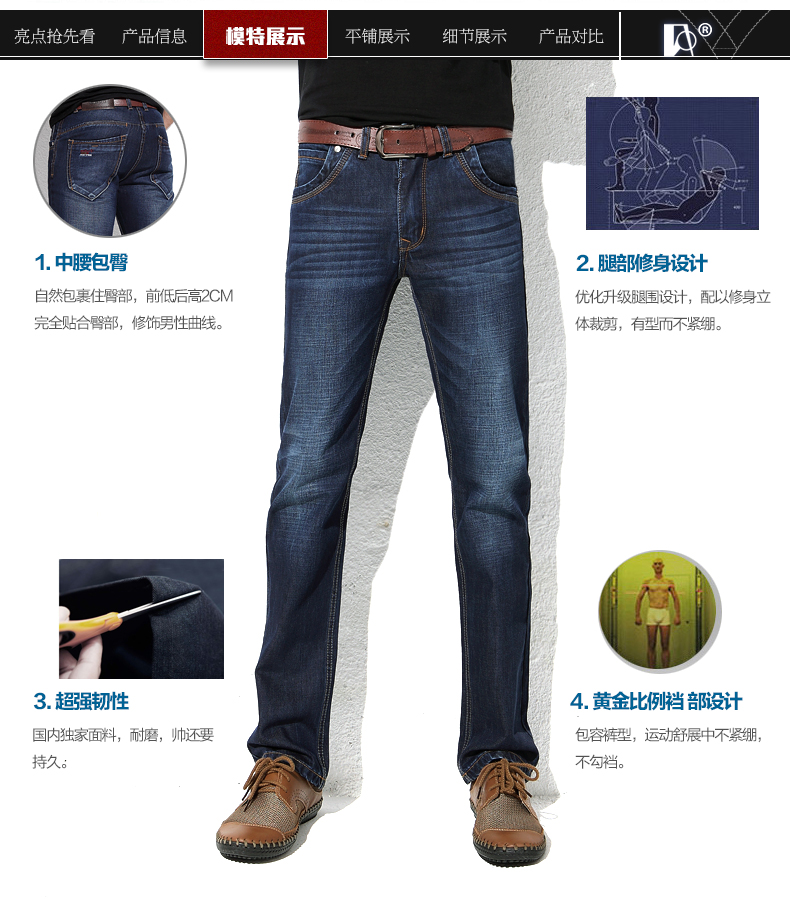 亮点抢先看 产品信息 模特展示 平铺展示 细节展示 产品对比 ®
1. 中腰包臀
自然包裹住臀部，前低后高2CM
完全贴合臀部，修饰男性曲线。
2. 腿部修身设计
优化升级腿围设计，配以修身立
体裁剪，有型而不紧绷。
3. 超强韧性
国内独家面料，耐磨，帅还要
持久。；
4. 黄金比例裆 部设计
包容裤型，运动舒展中不紧绷，
不勾裆。